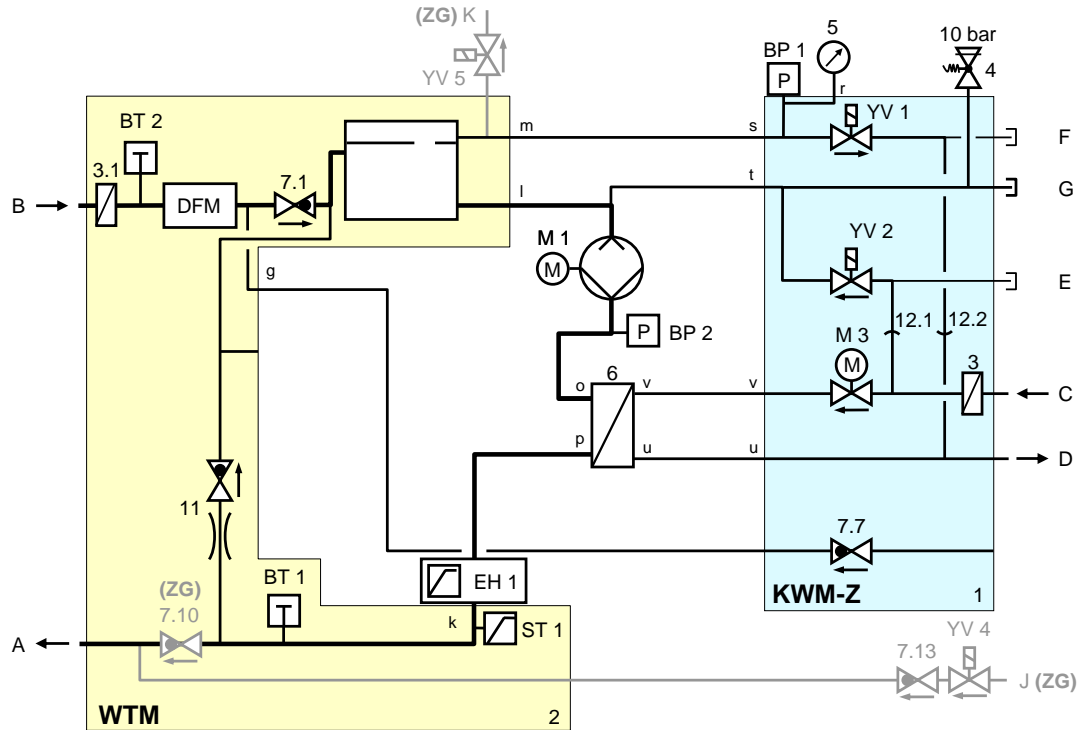 (ZG) K
YV 5
5
BP 1
P
r
10 bar
4
BT 2
3.1
B
DFM
7.1
m
s
YV 1
F
t
G
l
M 1
M
YV 2
g
E
12.1
12.2
P
BP 2
M 3
M
6
3
o
v
v
C
p
u
u
D
11
7.7
(ZG)
7.10
BT 1
EH 1
KWM-Z
1
k
ST 1
A
YV 4
7.13
J (ZG)
WTM
2